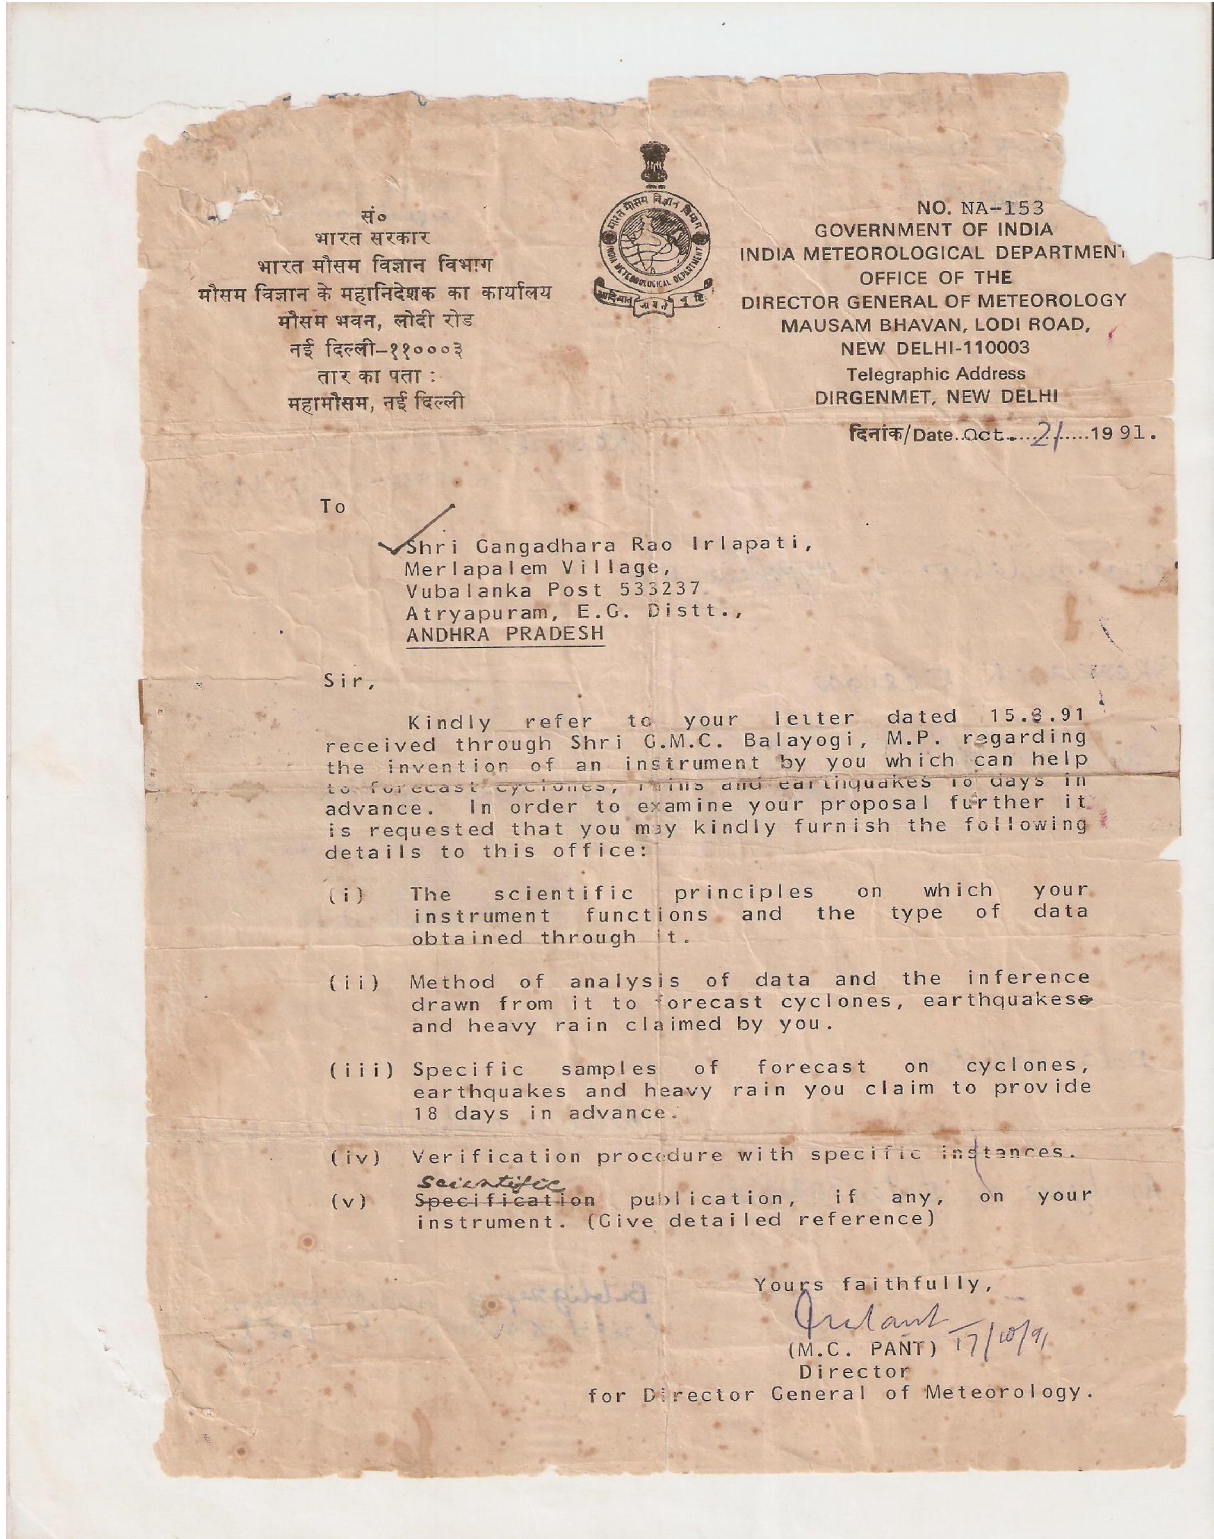 सं०
भारत सरकार
भारत मौसम विज्ञान विभाग
मौसम विज्ञान के महानिदेशक का कार्यालय
मौसम भवन, लोदी रोड
नई दिल्ली-११०००३
तार का पता :
महामौसम, नई दिल्ली
भारत मौसम विज्ञान विभाग
INDIA METEOROLOGICAL DEPARTMENT
NO. NA-153
GOVERNMENT OF INDIA
INDIA METEOROLOGICAL DEPARTMENT
OFFICE OF THE
DIRECTOR GENERAL OF METEOROLOGY
MAUSAM BHAVAN, LODI ROAD,
NEW DELHI-110003
Telegraphic Address
DIRGENMET, NEW DELHI
दिनांक/Date..Oct.....21......1991.
To
Shri Gangadhara Rao Irlapati,
Merlapalem Village,
Vubalanka Post 533237
Atryapuram, E.G. Distt.,
ANDHRA PRADESH
Sir,
Kindly refer to your letter dated 15.8.91
received through Shri G.M.C. Balayogi, M.P. regarding
the invention of an instrument by you which can help
to forecast cyclones, rains and earthquakes 18 days in
advance. In order to examine your proposal further it
is requested that you may kindly furnish the following
details to this office:
(i) The scientific principles on which your
instrument functions and the type of data
obtained through it.
(ii) Method of analysis of data and the inference
drawn from it to forecast cyclones, earthquakes
and heavy rain claimed by you.
(iii) Specific samples of forecast on cyclones,
earthquakes and heavy rain you claim to provide
18 days in advance.
(iv) Verification procedure with specific instances.
Scientific
(v) Specification publication, if any, on your
instrument. (Give detailed reference)
Yours faithfully,
17/10/91
(M.C. PANT)
Director
for Director General of Meteorology.